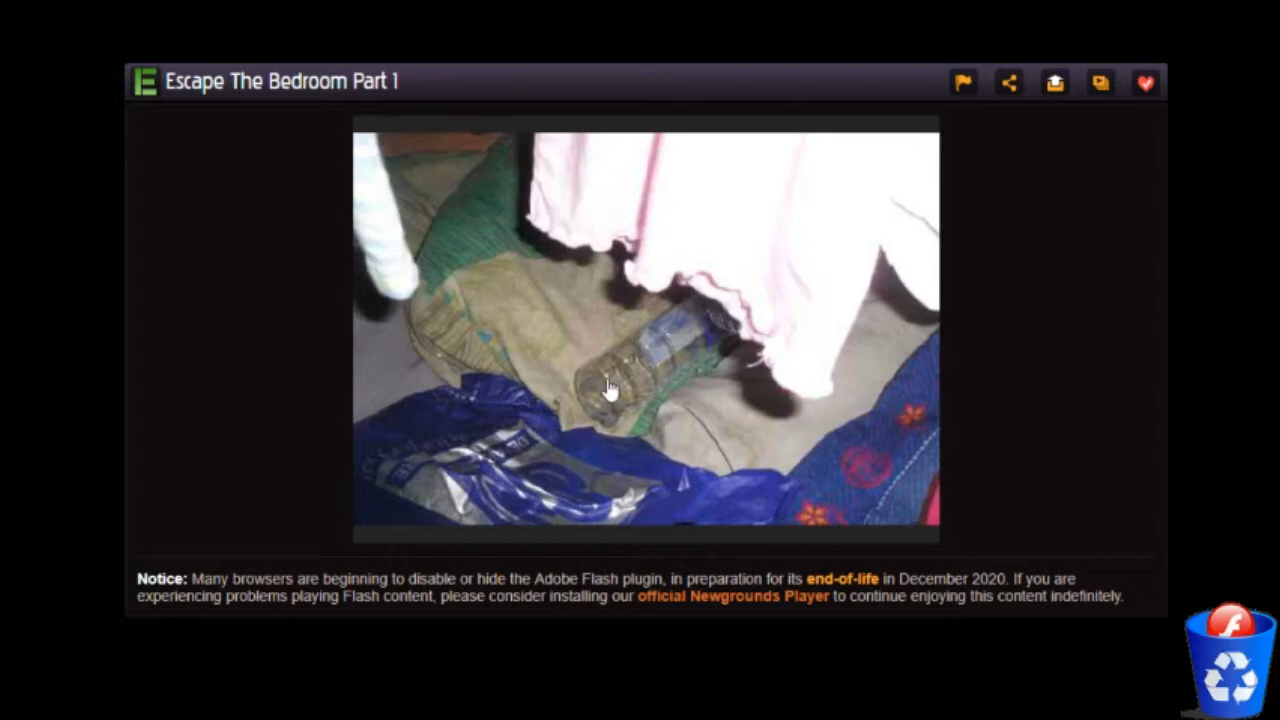 Escape The Bedroom Part 1
Notice: Many browsers are beginning to disable or hide the Adobe Flash plugin, in preparation for its end-of-life in December 2020. If you are
experiencing problems playing Flash content, please consider installing our official Newgrounds Player to continue enjoying this content indefinitely.